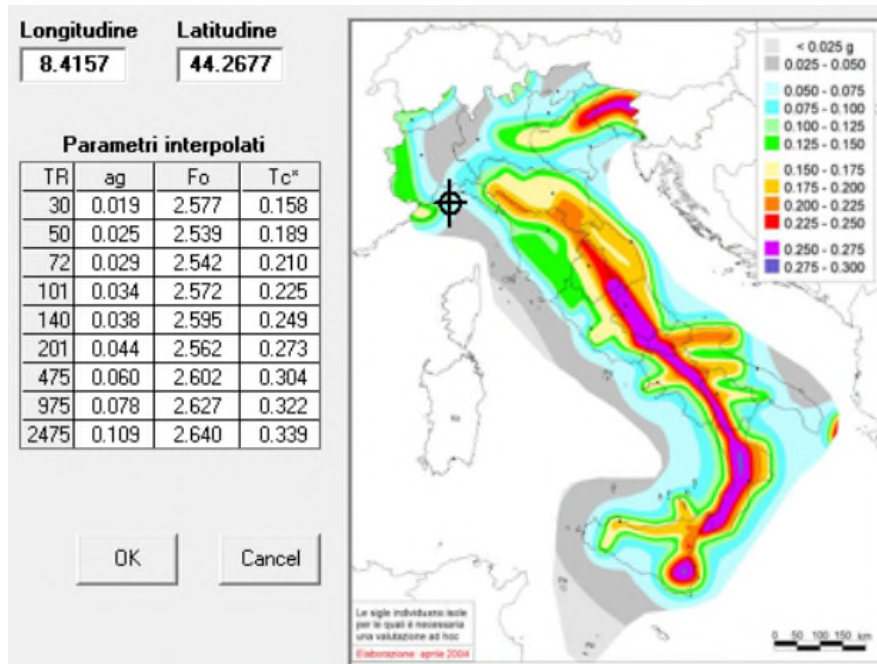 Longitudine Latitudine
8.4157 44.2677
Parametri interpolati
TR ag Fo Tc*
30 0.019 2.577 0.158
50 0.025 2.539 0.189
72 0.029 2.542 0.210
101 0.034 2.572 0.225
140 0.038 2.595 0.249
201 0.044 2.562 0.273
475 0.060 2.602 0.304
975 0.078 2.627 0.322
2475 0.109 2.640 0.339
OK Cancel
< 0.025 g
0.025 - 0.050
0.050 - 0.075
0.075 - 0.100
0.100 - 0.125
0.125 - 0.150
0.150 - 0.175
0.175 - 0.200
0.200 - 0.225
0.225 - 0.250
0.250 - 0.275
0.275 - 0.300
Le sigle individuano isole
per le quali è necessaria
una valutazione ad hoc
Elaborazione: aprile 2004
0 50 100 150 km